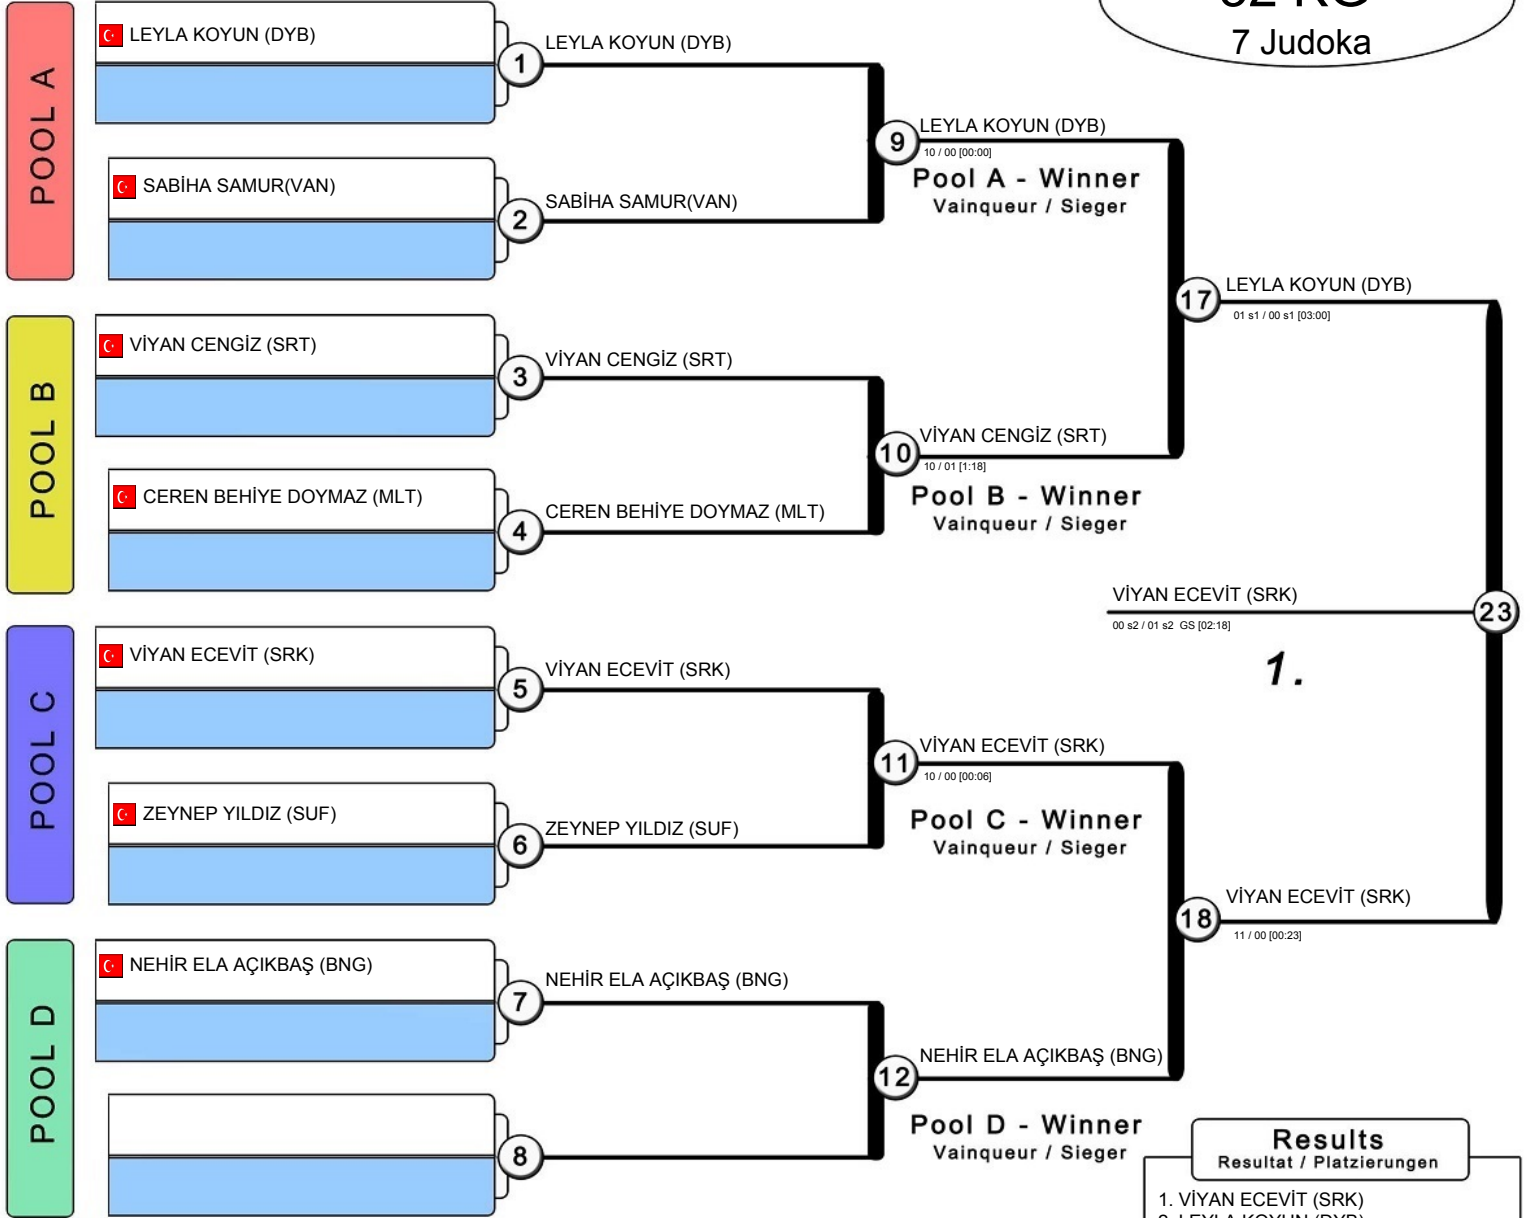 7 Judoka
POOL A
LEYLA KOYUN (DYB)
1
LEYLA KOYUN (DYB)
SABİHA SAMUR(VAN)
2
SABİHA SAMUR(VAN)
9
LEYLA KOYUN (DYB)
10 / 00 [00:00]
Pool A - Winner
Vainqueur / Sieger
POOL B
VİYAN CENGİZ (SRT)
3
VİYAN CENGİZ (SRT)
CEREN BEHİYE DOYMAZ (MLT)
4
CEREN BEHİYE DOYMAZ (MLT)
10
VİYAN CENGİZ (SRT)
10 / 01 [1:18]
Pool B - Winner
Vainqueur / Sieger
17
LEYLA KOYUN (DYB)
01 s1 / 00 s1 [03:00]
POOL C
VİYAN ECEVİT (SRK)
5
VİYAN ECEVİT (SRK)
ZEYNEP YILDIZ (SUF)
6
ZEYNEP YILDIZ (SUF)
11
VİYAN ECEVİT (SRK)
10 / 00 [00:06]
Pool C - Winner
Vainqueur / Sieger
POOL D
NEHİR ELA AÇIKBAŞ (BNG)
7
NEHİR ELA AÇIKBAŞ (BNG)
8
12
NEHİR ELA AÇIKBAŞ (BNG)
Pool D - Winner
Vainqueur / Sieger
18
VİYAN ECEVİT (SRK)
11 / 00 [00:23]
VİYAN ECEVİT (SRK)
23
00 s2 / 01 s2 GS [02:18]
1.
Results
Resultat / Platzierungen
1. VİYAN ECEVİT (SRK)
2. LEYLA KOYUN (DYB)